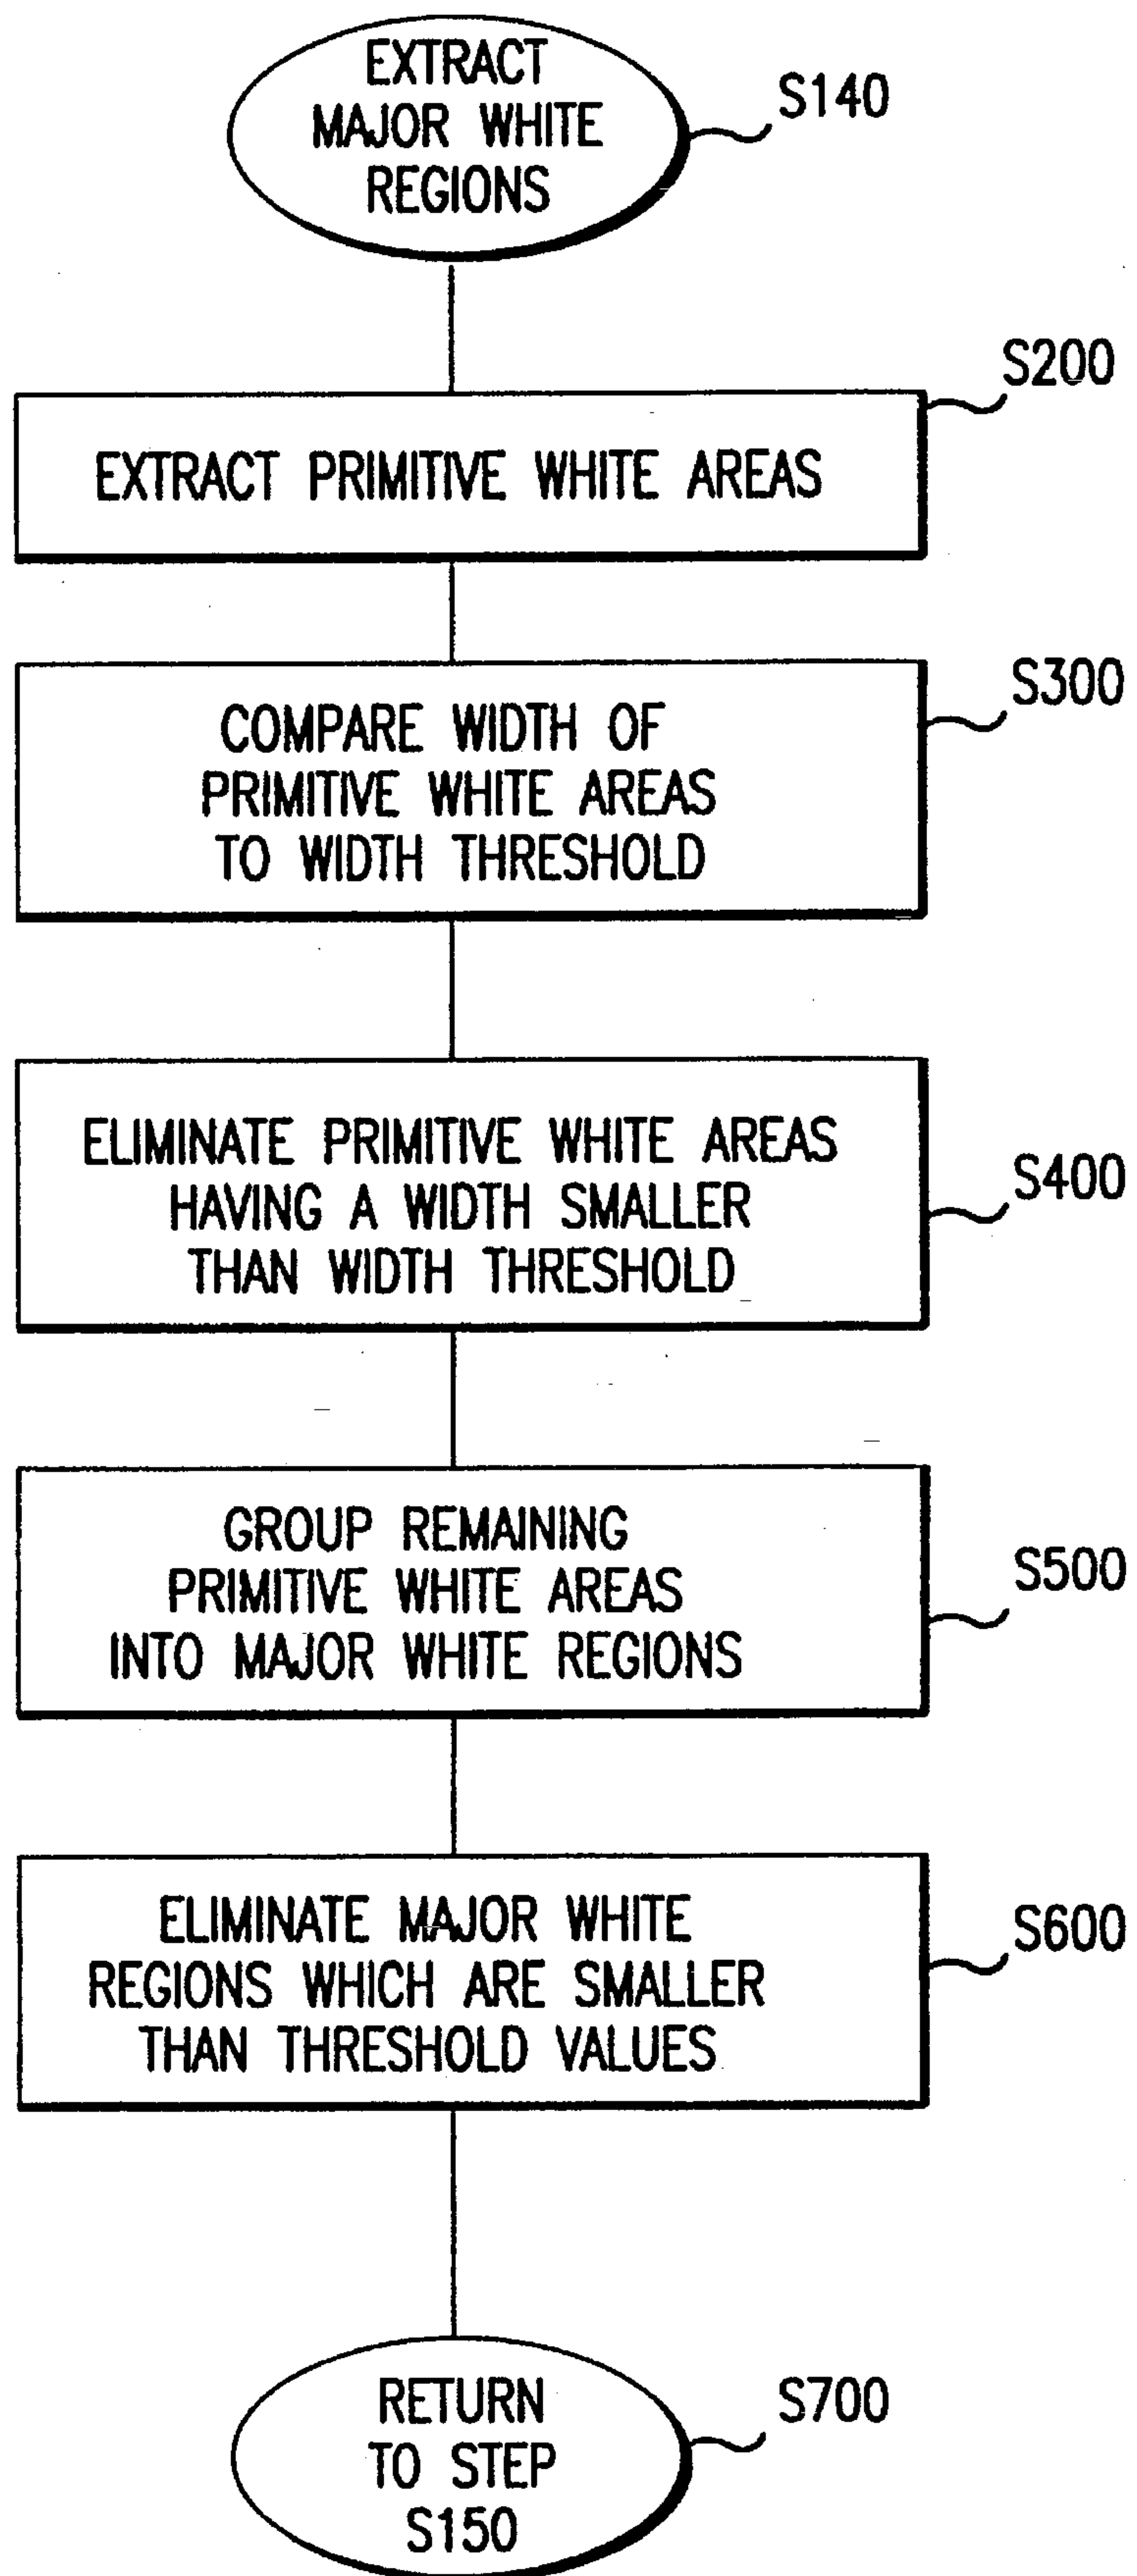 EXTRACT
MAJOR WHITE
REGIONS
S140
S200
EXTRACT PRIMITIVE WHITE AREAS
S300
COMPARE WIDTH OF
PRIMITIVE WHITE AREAS
TO WIDTH THRESHOLD
ELIMINATE PRIMITIVE WHITE AREAS
HAVING A WIDTH SMALLER
THAN WIDTH THRESHOLD
S400
GROUP REMAINING
PRIMITIVE WHITE AREAS
INTO MAJOR WHITE REGIONS
S500
ELIMINATE MAJOR WHITE
REGIONS WHICH ARE SMALLER
THAN THRESHOLD VALUES
S600
RETURN
TO STEP
S150
S700